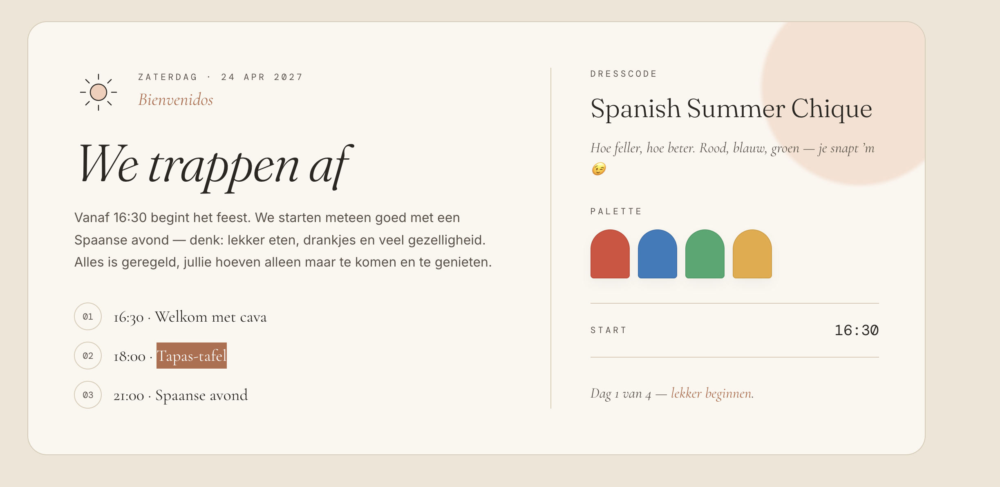 ZATERDAG · 24 APR 2027
Bienvenidos
We trappen af
Vanaf 16:30 begint het feest. We starten meteen goed met een
Spaanse avond — denk: lekker eten, drankjes en veel gezelligheid.
Alles is geregeld, jullie hoeven alleen maar te komen en te genieten.
01 16:30 · Welkom met cava
02 18:00 · Tapas-tafel
03 21:00 · Spaanse avond
DRESSCODE
Spanish Summer Chique
Hoe feller, hoe beter. Rood, blauw, groen — je snapt ’m
😉
PALETTE
START 16:30
Dag 1 van 4 — lekker beginnen.